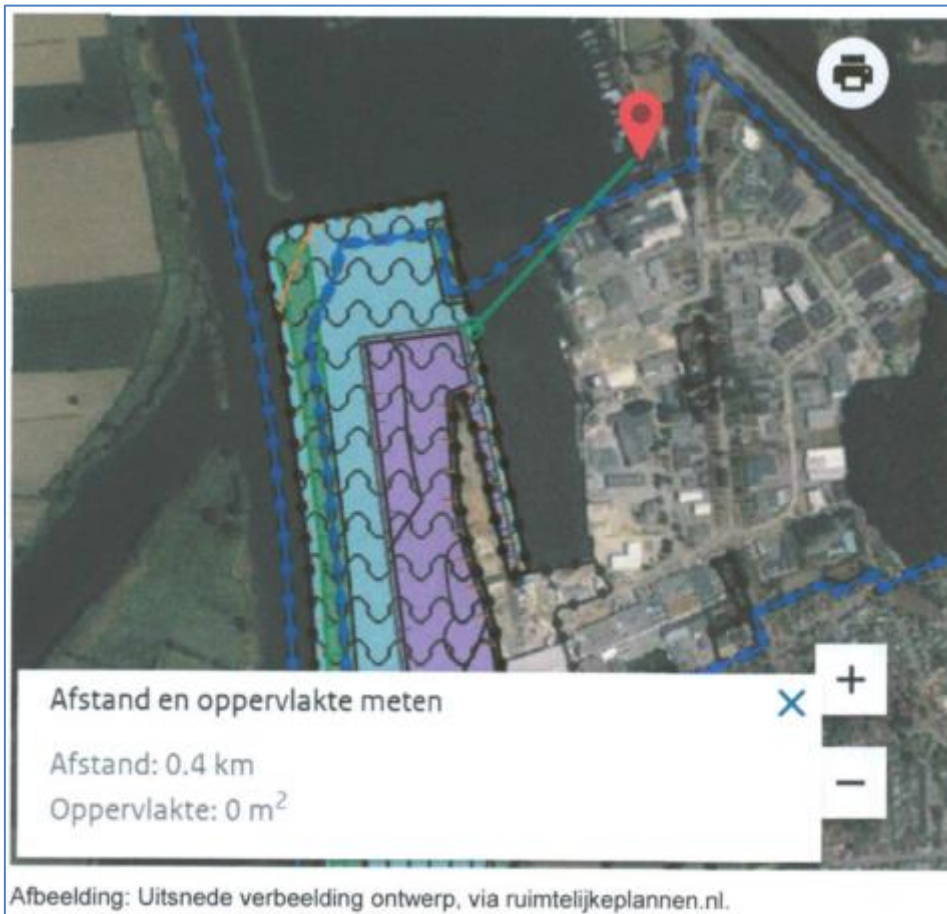 Afstand en oppervlakte meten
Afstand: 0.4 km
Oppervlakte: 0 m²
Afbeelding: Uitsnede verbeelding ontwerp, via ruimtelijkeplannen.nl.